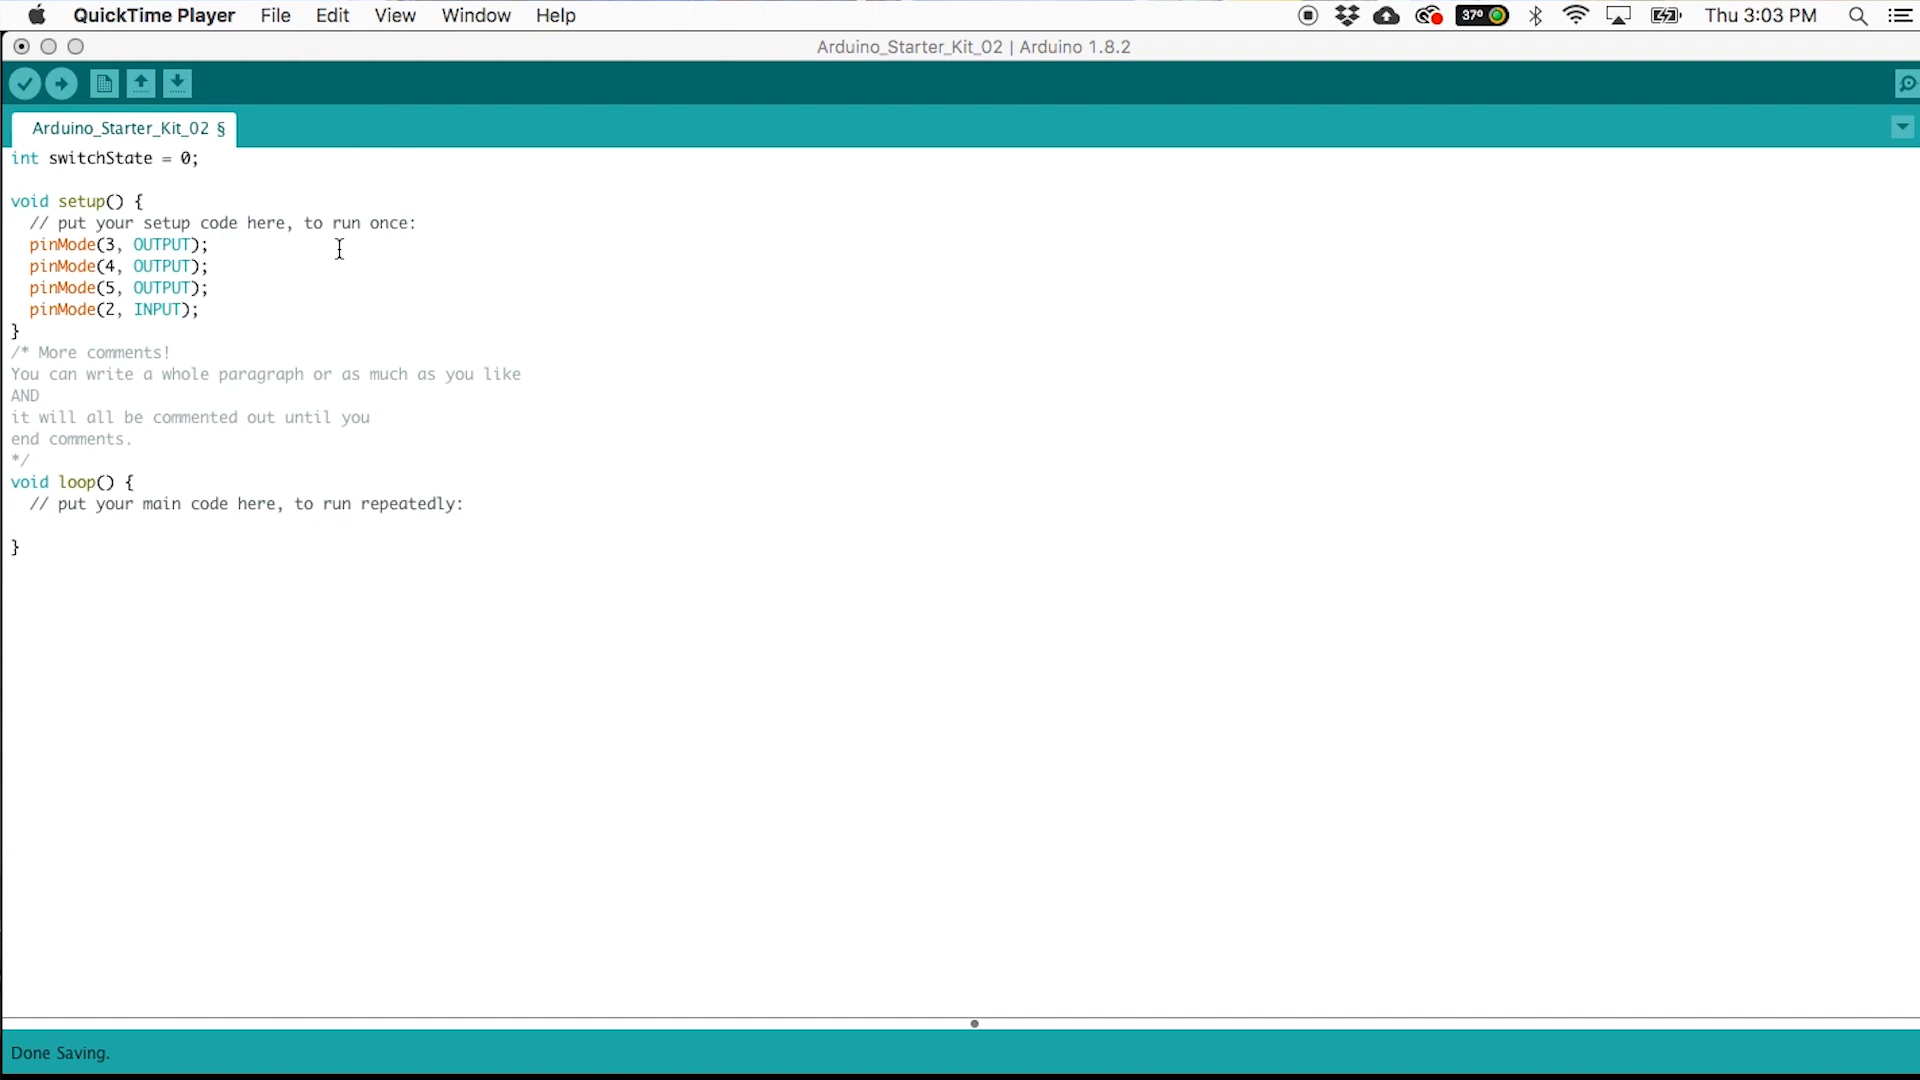 QuickTime Player File Edit View Window Help 37° Thu 3:03 PM
Arduino_Starter_Kit_02 | Arduino 1.8.2
Arduino_Starter_Kit_02 §
int switchState = 0;
void setup() {
// put your setup code here, to run once:
pinMode(3, OUTPUT);
pinMode(4, OUTPUT);
pinMode(5, OUTPUT);
pinMode(2, INPUT);
}
/* More comments!
You can write a whole paragraph or as much as you like
AND
it will all be commented out until you
end comments.
*/
void loop() {
// put your main code here, to run repeatedly:
}
Done Saving.